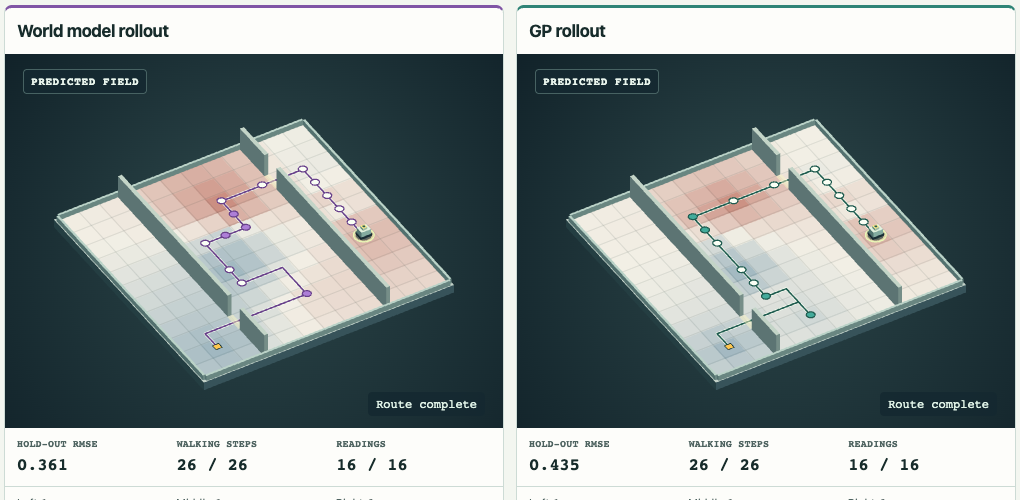 World model rollout
PREDICTED FIELD
Route complete
HOLD-OUT RMSE
WALKING STEPS
READINGS
0.361
26 / 26
16 / 16
GP rollout
PREDICTED FIELD
Route complete
HOLD-OUT RMSE
WALKING STEPS
READINGS
0.435
26 / 26
16 / 16